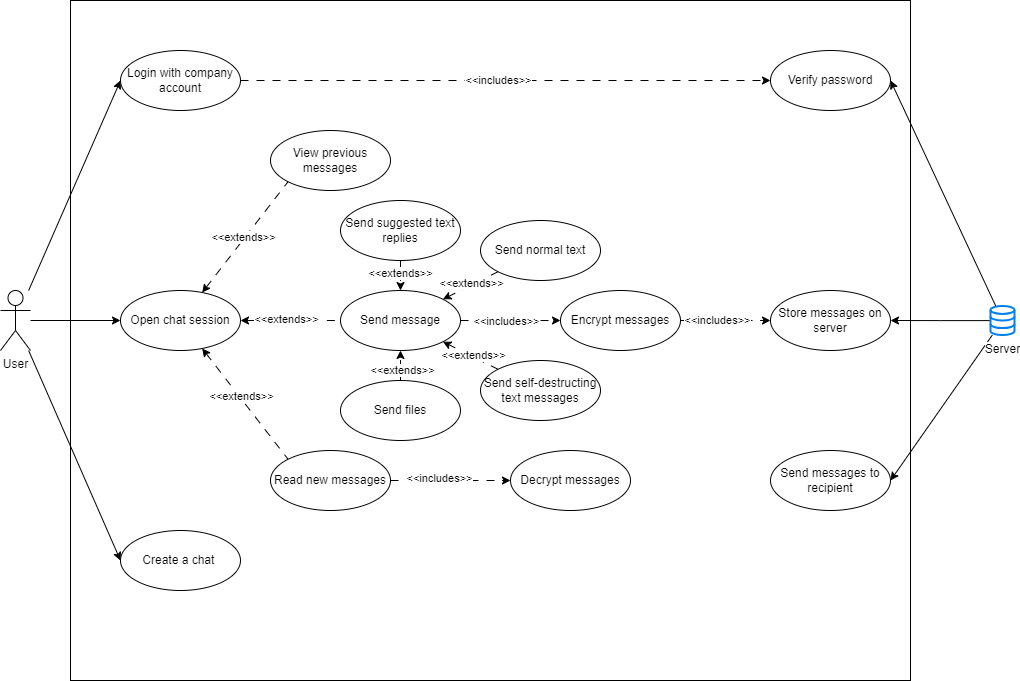 Login with company
account
<<includes>>
Verify password
View previous
messages
Send suggested text
replies
<<extends>>
Send normal text
<<extends>>
<<extends>>
User
Open chat session
<<extends>>
Send message
<<includes>>
Encrypt messages
<<includes>>
Store messages on
server
Server
<<extends>>
<<extends>>
Send self-destructing
text messages
<<extends>>
Send files
Read new messages
<<includes>>
Decrypt messages
Send messages to
recipient
Create a chat